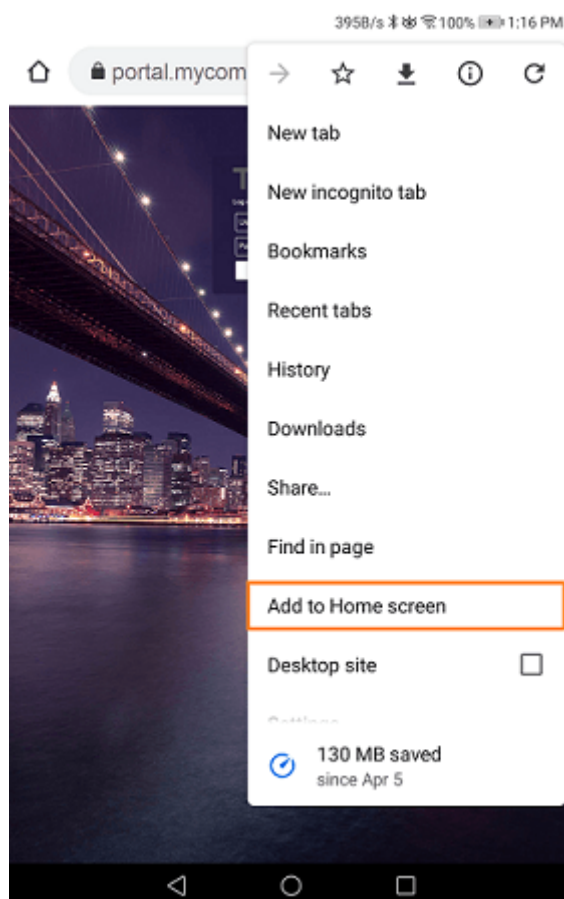 395B/s 100% 1:16 PM
portal.mycom
New tab
New incognito tab
Bookmarks
Recent tabs
History
Downloads
Share...
Find in page
Add to Home screen
Desktop site
Settings
130 MB saved
since Apr 5